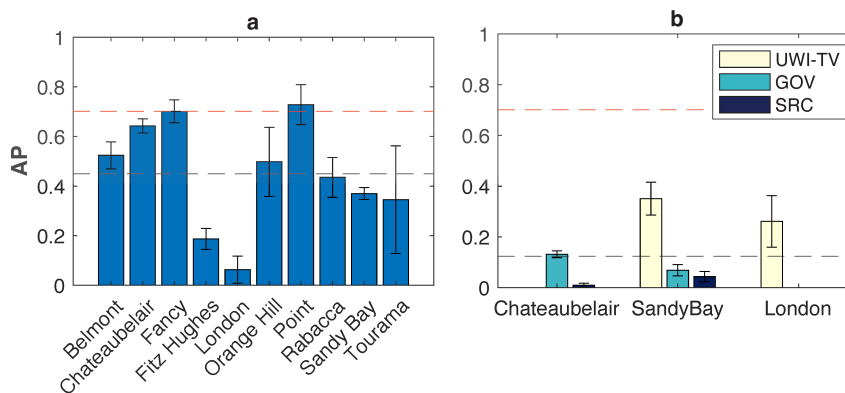 a
AP
1
0.8
0.6
0.4
0.2
0
Belmont
Chateaubelair
Fancy
Fitz Hughes
London
Orange Hill
Point
Rabacca
Sandy Bay
Tourama
b
1
0.8
0.6
0.4
0.2
0
UWI-TV
GOV
SRC
Chateaubelair
SandyBay
London